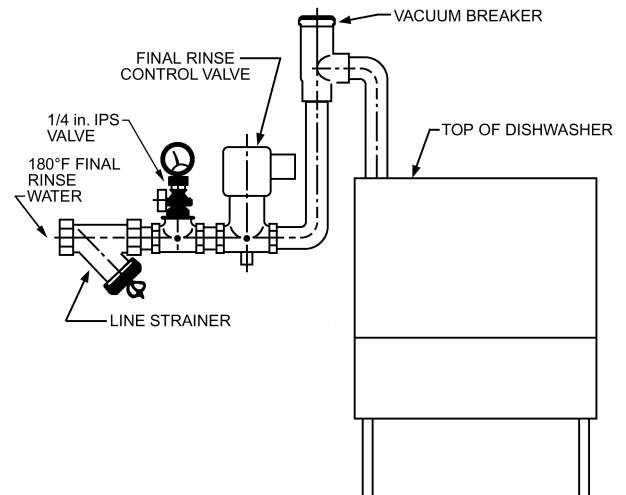 VACUUM BREAKER
FINAL RINSE
CONTROL VALVE
1/4 in. IPS
VALVE
TOP OF DISHWASHER
180°F FINAL
RINSE
WATER
LINE STRAINER